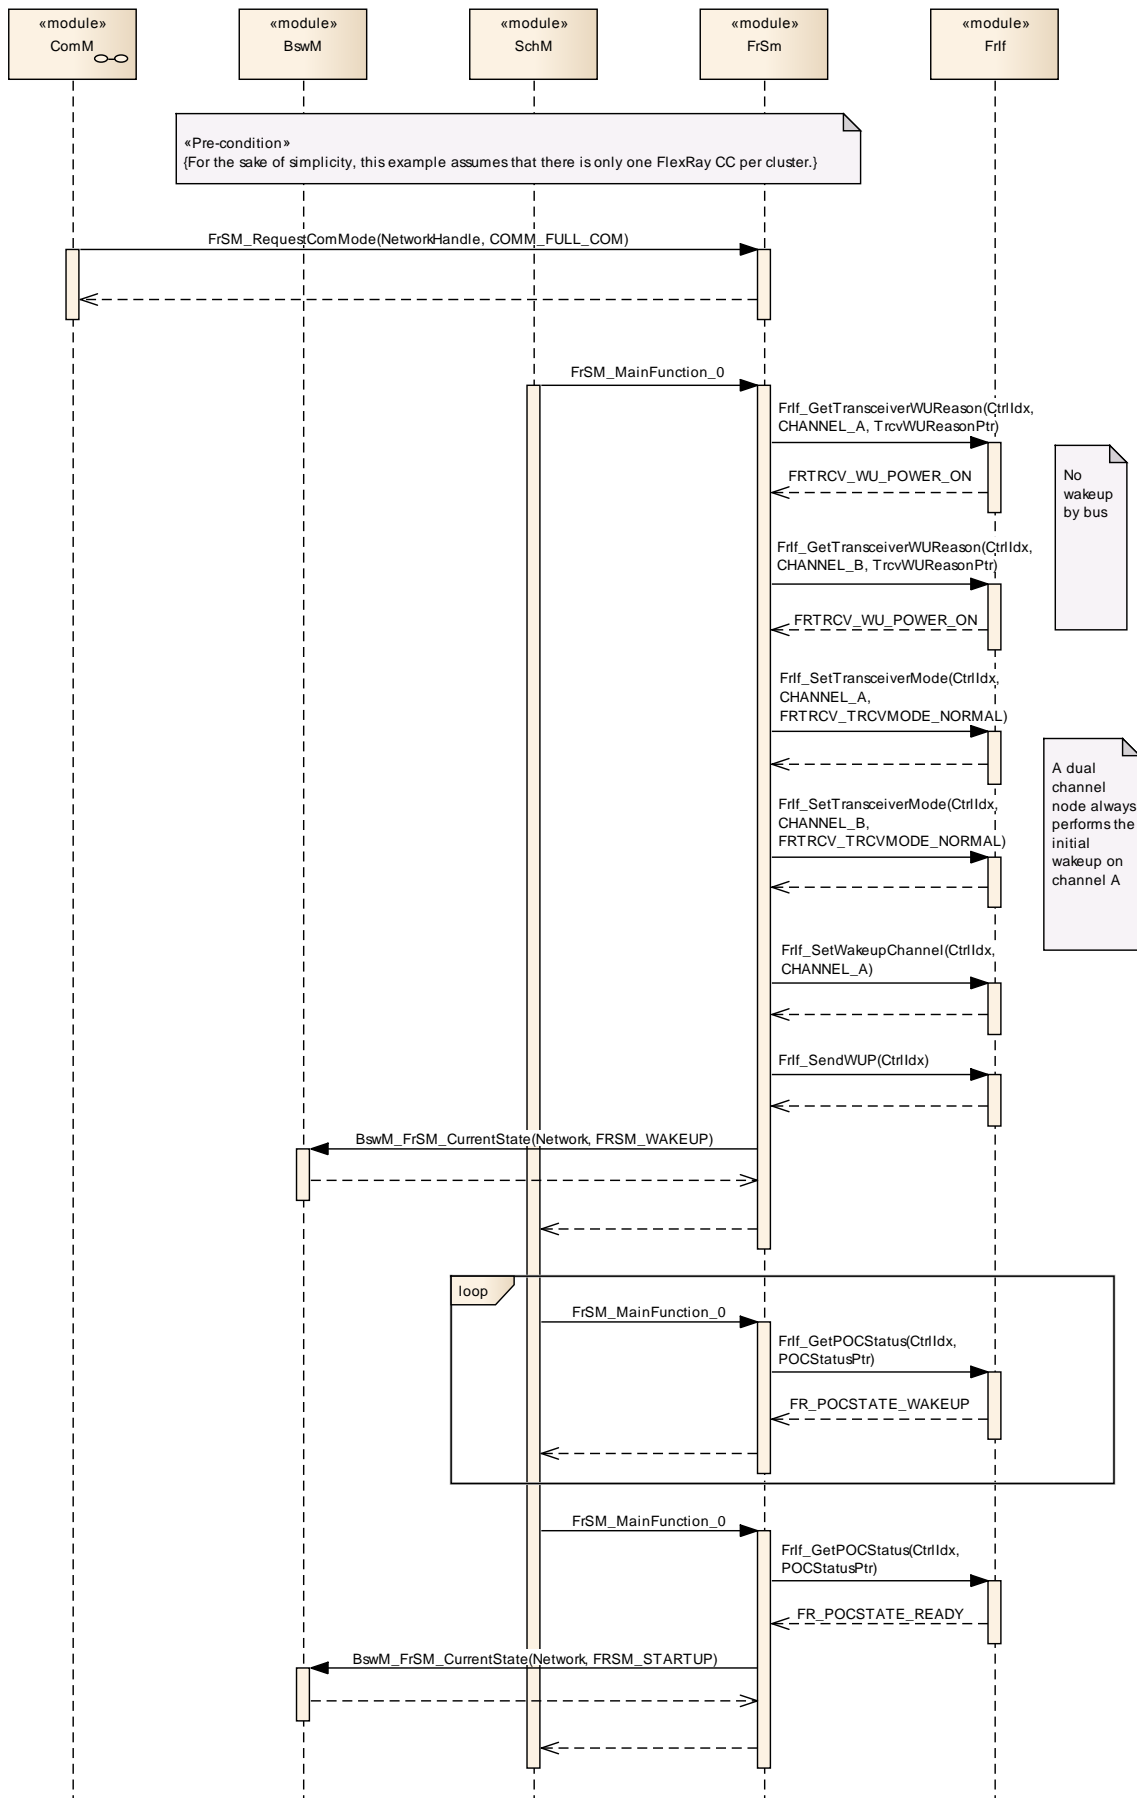 «module»
ComM
«module»
BswM
«module»
SchM
«module»
FrSm
«module»
FrIf
«Pre-condition»
{For the sake of simplicity, this example assumes that there is only one FlexRay CC per cluster.}
FrSM_RequestComMode(NetworkHandle, COMM_FULL_COM)
FrSM_MainFunction_0
FrIf_GetTransceiverWUReason(CtrlIdx,
CHANNEL_A, TrcvWUReasonPtr)
No
wakeup
by bus
FRTRCV_WU_POWER_ON
FrIf_GetTransceiverWUReason(CtrlIdx,
CHANNEL_B, TrcvWUReasonPtr)
FRTRCV_WU_POWER_ON
FrIf_SetTransceiverMode(CtrlIdx,
CHANNEL_A,
FRTRCV_TRCVMODE_NORMAL)
A dual
channel
node always
performs the
initial
wakeup on
channel A
FrIf_SetTransceiverMode(CtrlIdx,
CHANNEL_B,
FRTRCV_TRCVMODE_NORMAL)
FrIf_SetWakeupChannel(CtrlIdx,
CHANNEL_A)
FrIf_SendWUP(CtrlIdx)
BswM_FrSM_CurrentState(Network, FRSM_WAKEUP)
loop
FrSM_MainFunction_0
FrIf_GetPOCStatus(CtrlIdx,
POCStatusPtr)
FR_POCSTATE_WAKEUP
FrSM_MainFunction_0
FrIf_GetPOCStatus(CtrlIdx,
POCStatusPtr)
FR_POCSTATE_READY
BswM_FrSM_CurrentState(Network, FRSM_STARTUP)